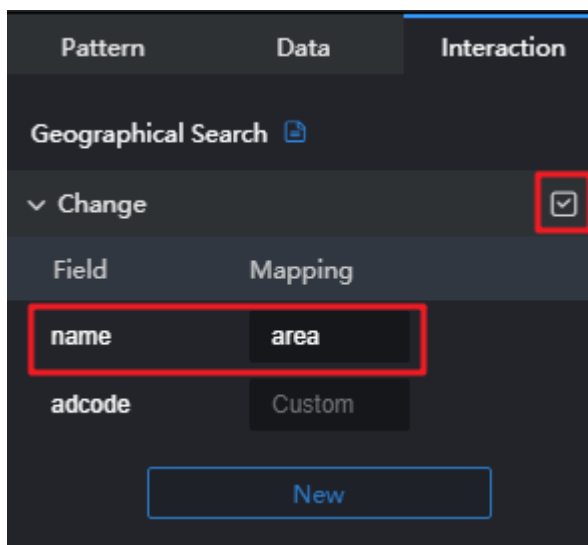 Pattern Data Interaction
Geographical Search
Change
Field Mapping
name area
adcode Custom
New